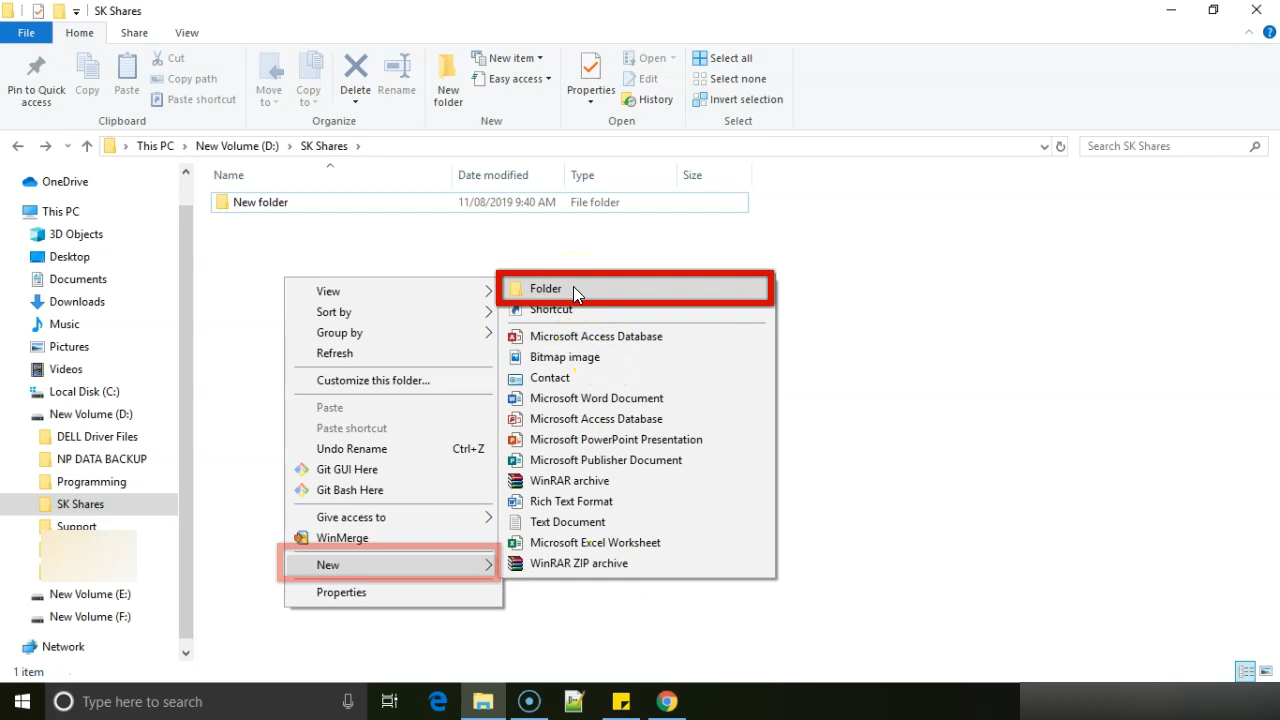 SK Shares
File Home Share View
Pin to Quick access
Copy
Paste
Cut
Copy path
Paste shortcut
Clipboard
Move to
Copy to
Delete
Rename
Organize
New folder
New item
Easy access
New
Properties
Open
Edit
History
Open
Select all
Select none
Invert selection
Select
This PC New Volume (D:) SK Shares
Search SK Shares
OneDrive
This PC
3D Objects
Desktop
Documents
Downloads
Music
Pictures
Videos
Local Disk (C:)
New Volume (D:)
DELL Driver Files
NP DATA BACKUP
Programming
SK Shares
Support
New Volume (E:)
New Volume (F:)
Network
Name Date modified Type Size
New folder 11/08/2019 9:40 AM File folder
View
Sort by
Group by
Refresh
Customize this folder...
Paste
Paste shortcut
Undo Rename Ctrl+Z
Git GUI Here
Git Bash Here
Give access to
WinMerge
New
Properties
Folder
Shortcut
Microsoft Access Database
Bitmap image
Contact
Microsoft Word Document
Microsoft Access Database
Microsoft PowerPoint Presentation
Microsoft Publisher Document
WinRAR archive
Rich Text Format
Text Document
Microsoft Excel Worksheet
WinRAR ZIP archive
1 item
Type here to search